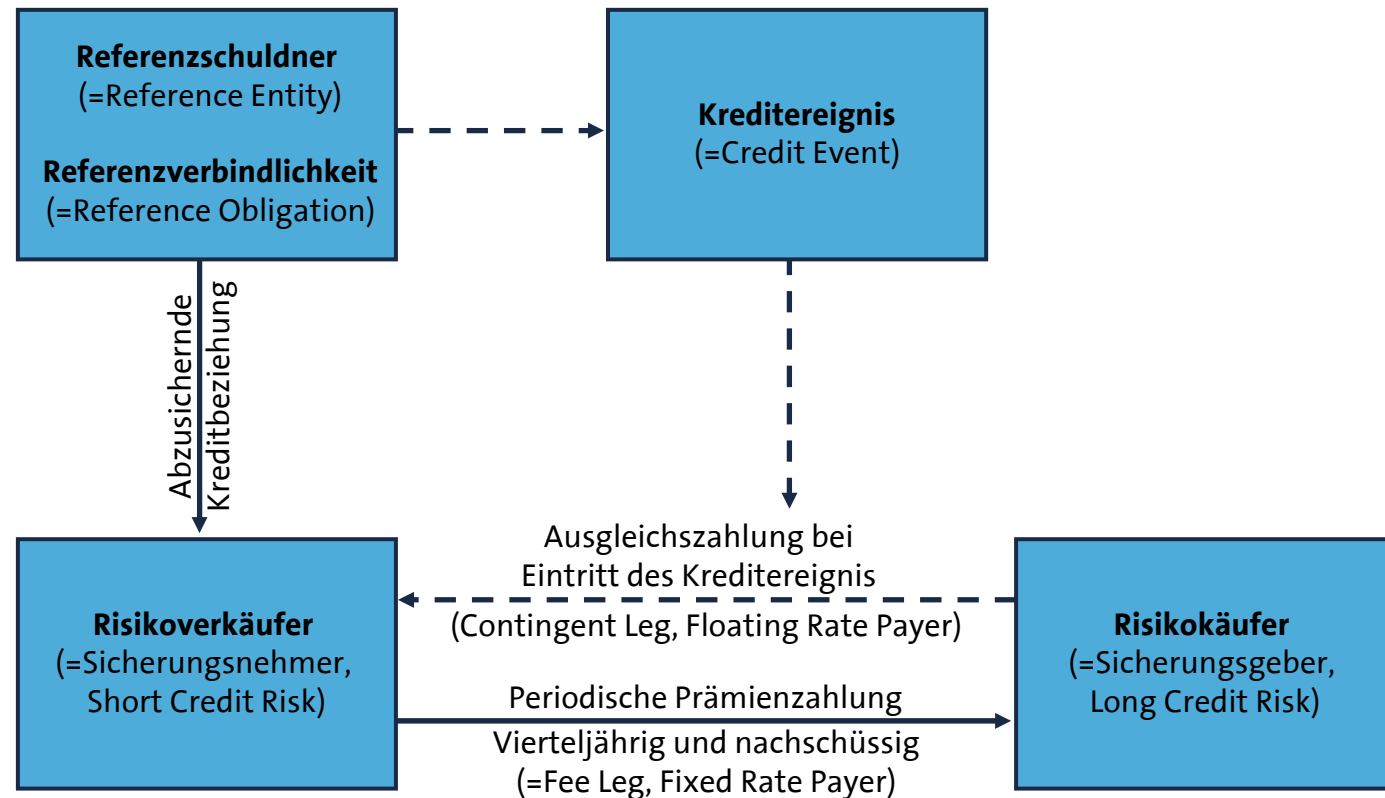 Referenzschuldner
(=Reference Entity)
Referenzverbindlichkeit
(=Reference Obligation)
Kreditereignis
(=Credit Event)
Abzusichernde
Kreditbeziehung
Ausgleichszahlung bei
Eintritt des Kreditereignis
(Contingent Leg, Floating Rate Payer)
Risikoverkäufer
(=Sicherungsnehmer,
Short Credit Risk)
Periodische Prämienzahlung
Vierteljährig und nachschüssig
(=Fee Leg, Fixed Rate Payer)
Risikokäufer
(=Sicherungsgeber,
Long Credit Risk)